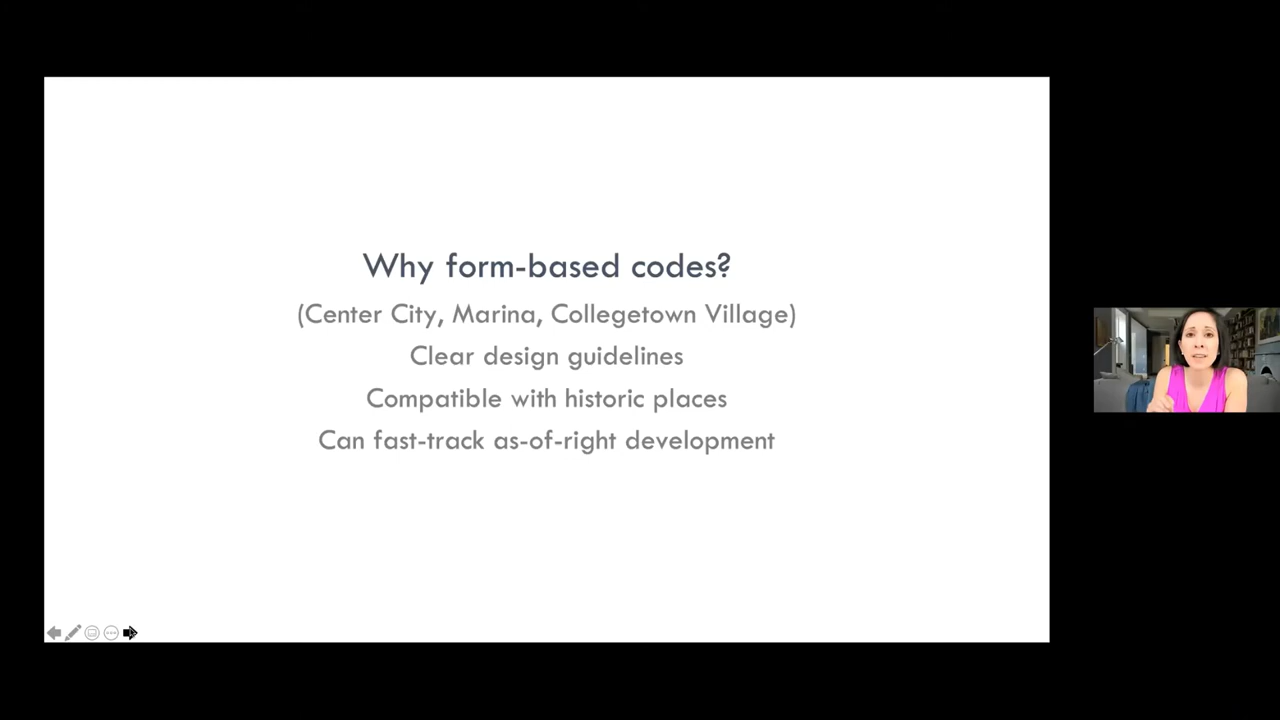 Why form-based codes?
(Center City, Marina, Collegetown Village)
Clear design guidelines
Compatible with historic places
Can fast-track as-of-right development